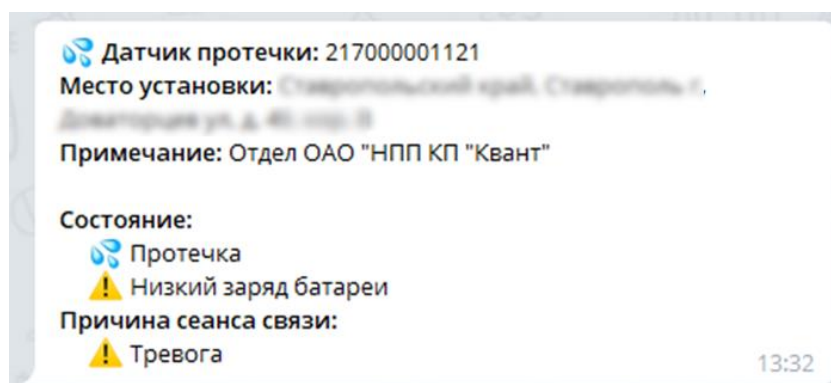 💦 Датчик протечки: 217000001121
Место установки:
Примечание: Отдел ОАО "НПП КП "Квант"
Состояние:
💦 Протечка
⚠️ Низкий заряд батареи
Причина сеанса связи:
⚠️ Тревога
13:32